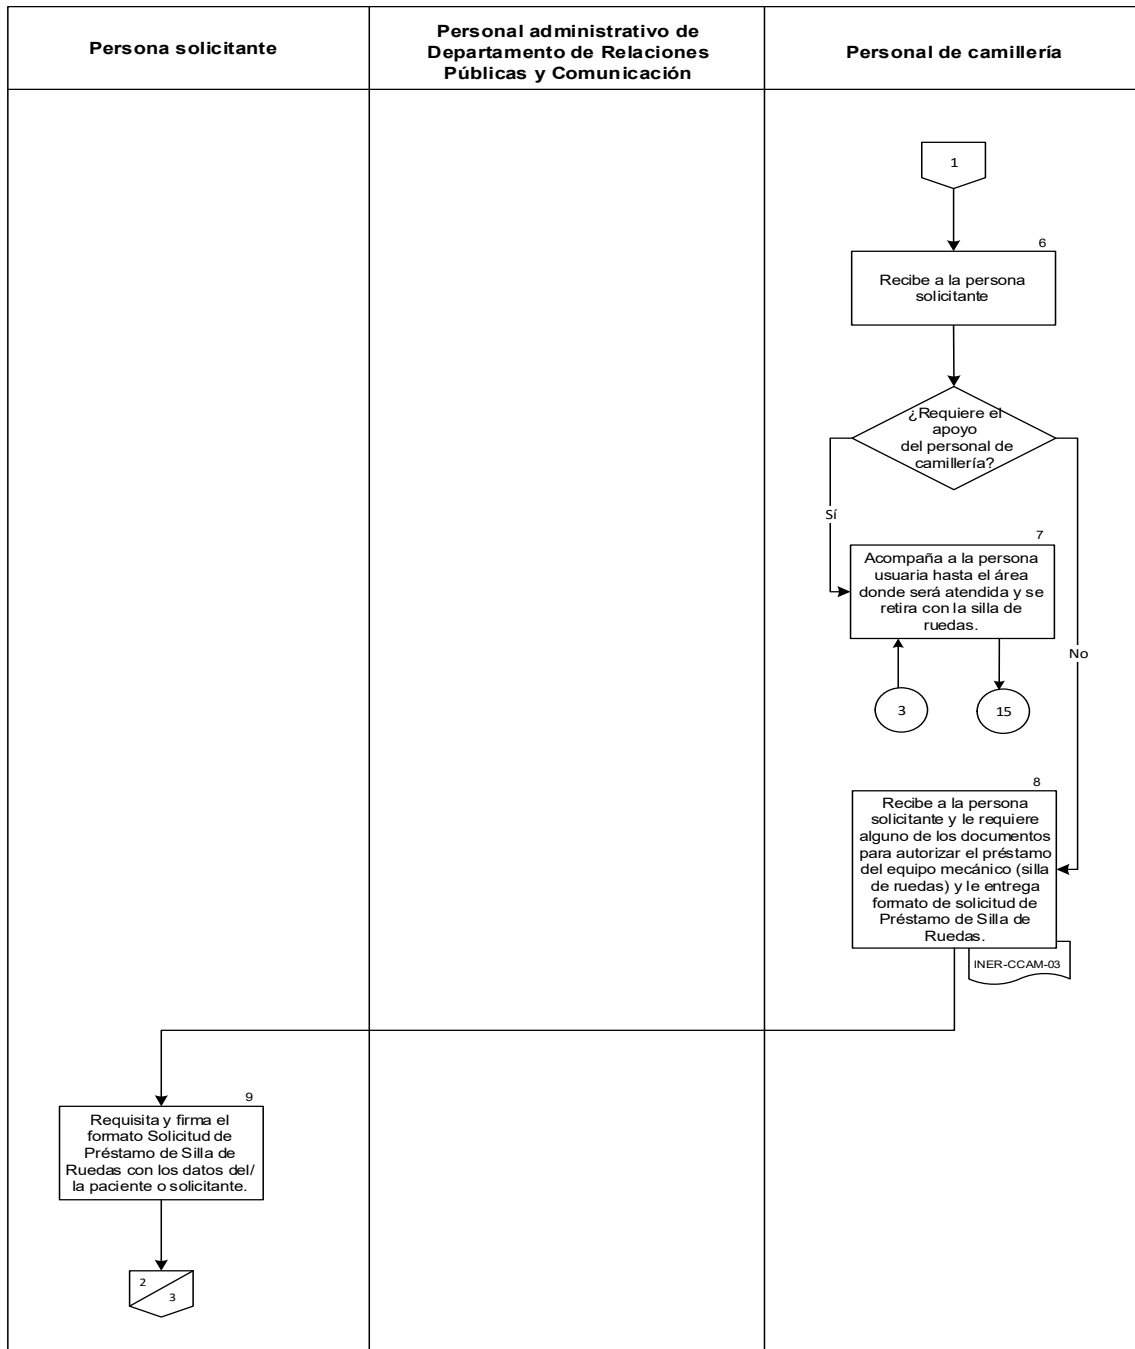 Persona solicitante
Personal administrativo de
Departamento de Relaciones
Públicas y Comunicación
Personal de camillería
1
6
Recibe a la persona
solicitante
¿Requiere el
apoyo
del personal de
camillería?
Sí
No
7
Acompaña a la persona
usuaria hasta el área
donde será atendida y se
retira con la silla de
ruedas.
3
15
8
Recibe a la persona
solicitante y le requiere
alguno de los documentos
para autorizar el préstamo
del equipo mecánico (silla
de ruedas) y le entrega
formato de solicitud de
Préstamo de Silla de
Ruedas.
INER-CCAM-03
9
Requisita y firma el
formato Solicitud de
Préstamo de Silla de
Ruedas con los datos del/
la paciente o solicitante.
2
3